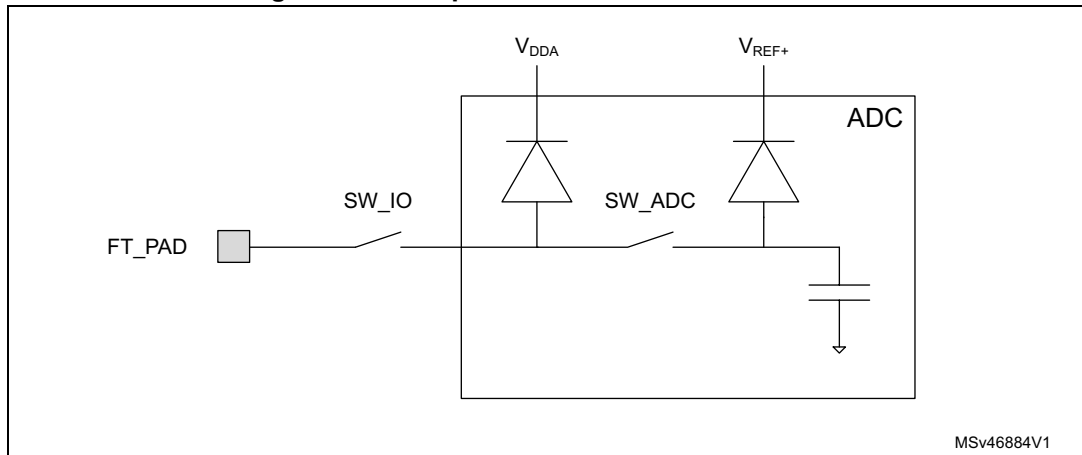 V_DDA V_REF+
ADC
SW_IO SW_ADC
FT_PAD
MSv46884V1